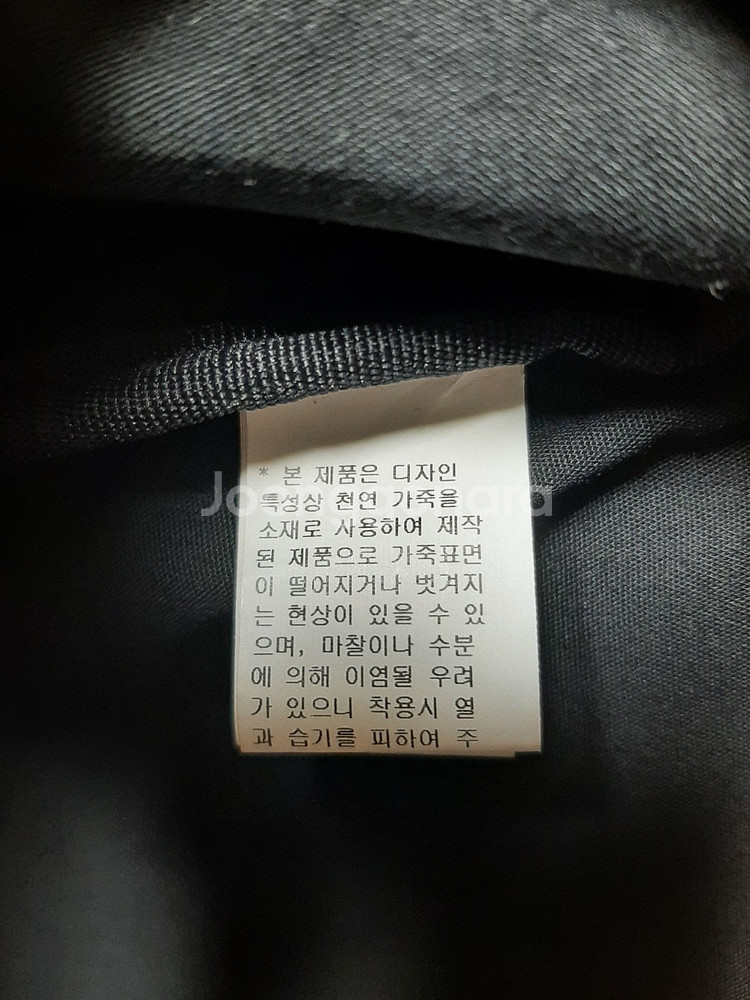 * 본 제품은 디자인
특성상 천연 가죽을
소재로 사용하여 제작
된 제품으로 가죽표면
이 떨어지거나 벗겨지
는 현상이 있을 수 있
으며, 마찰이나 수분
에 의해 이염될 우려
가 있으니 착용시 열
과 습기를 피하여 주
Joonggonara